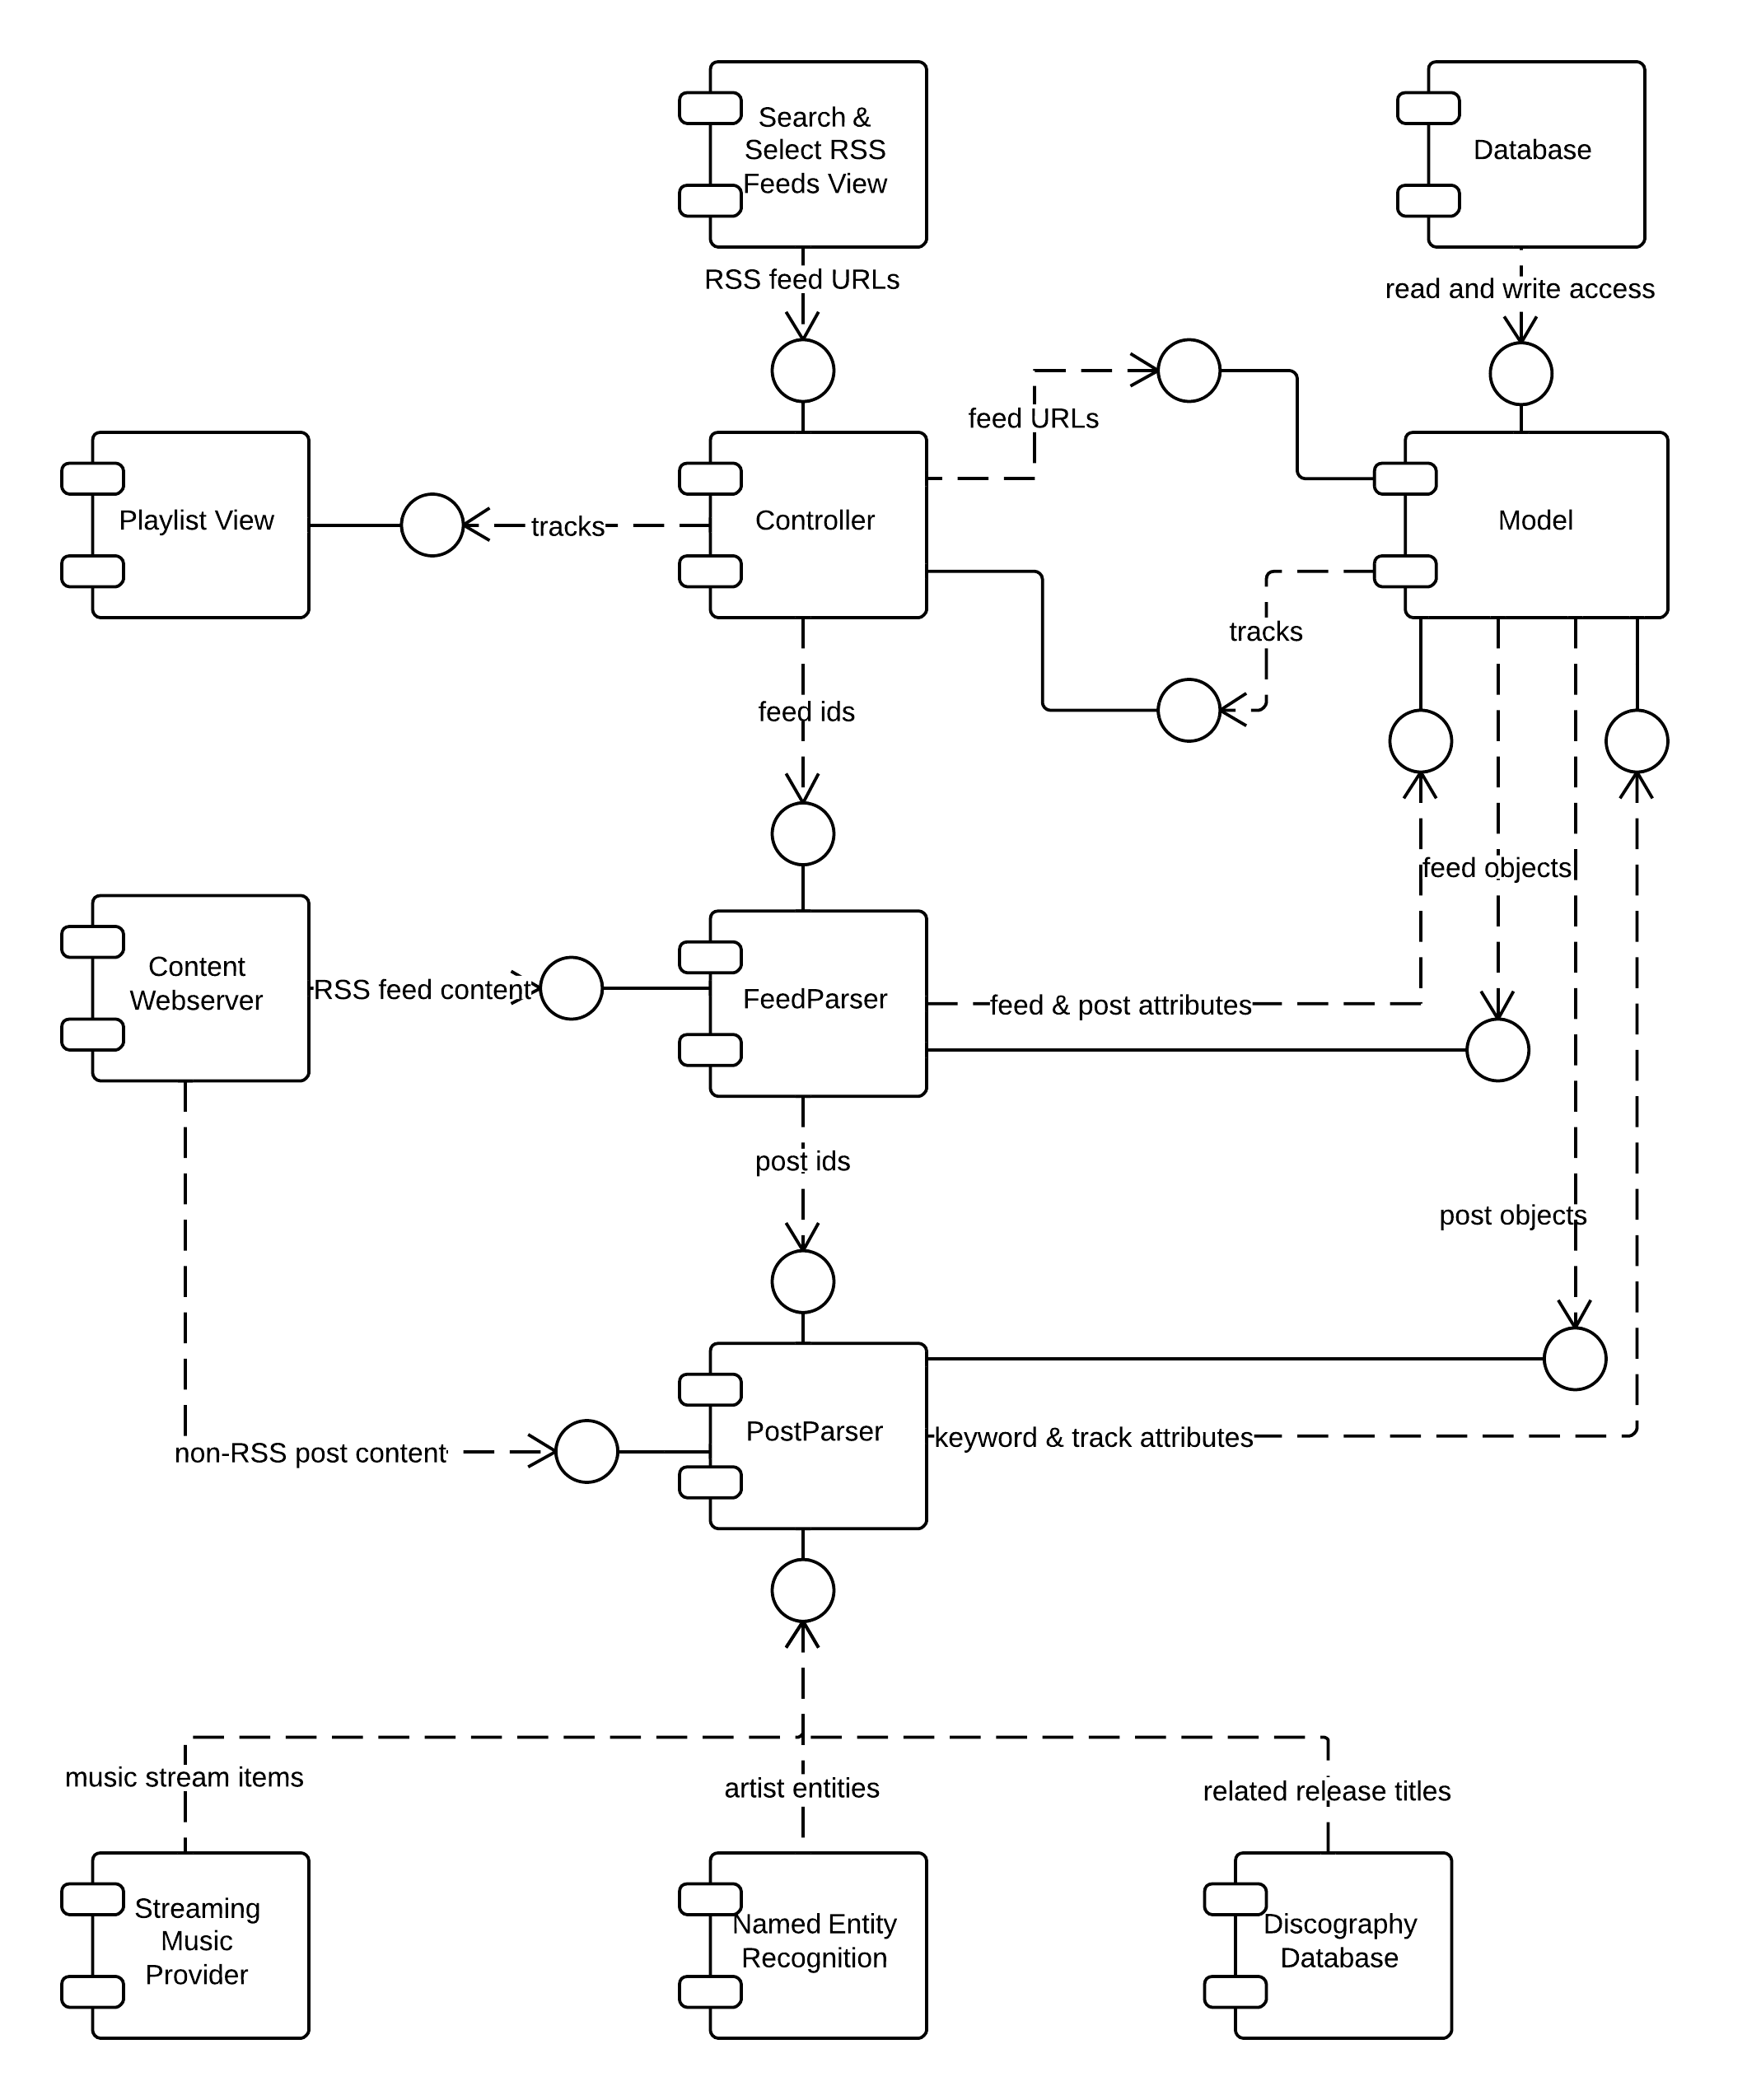 Search &
Select RSS
Feeds View
Database
RSS feed URLs
read and write access
feed URLs
Playlist View
tracks
Controller
Model
tracks
feed ids
feed objects
Content
Webserver
RSS feed content
FeedParser
feed & post attributes
post ids
post objects
PostParser
keyword & track attributes
non-RSS post content
music stream items
artist entities
related release titles
Streaming
Music
Provider
Named Entity
Recognition
Discography
Database